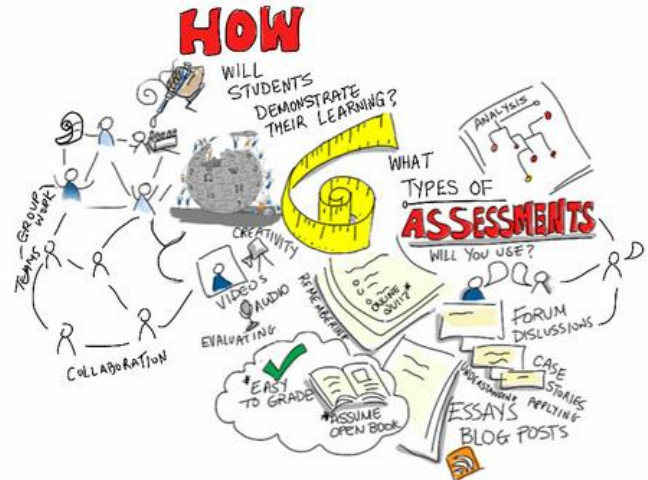 HOW
WILL
STUDENTS
DEMONSTRATE
THEIR LEARNING?
WHAT
TYPES OF
ASSESSMENTS
WILL YOU USE?
ANALYSIS
TEAMS - GROUP WORK
COLLABORATION
W
CREATIVITY
VIDEOS
AUDIO
EVALUATING
REMEMBERING
ONLINE
QUIZ*
FORUM
DISLUSSIONS
CASE
STORIES
UNDERSTANDING
APPLYING
ESSAYS
BLOG POSTS
*EASY
TO GRADE
*ASSUME
OPEN BOOK